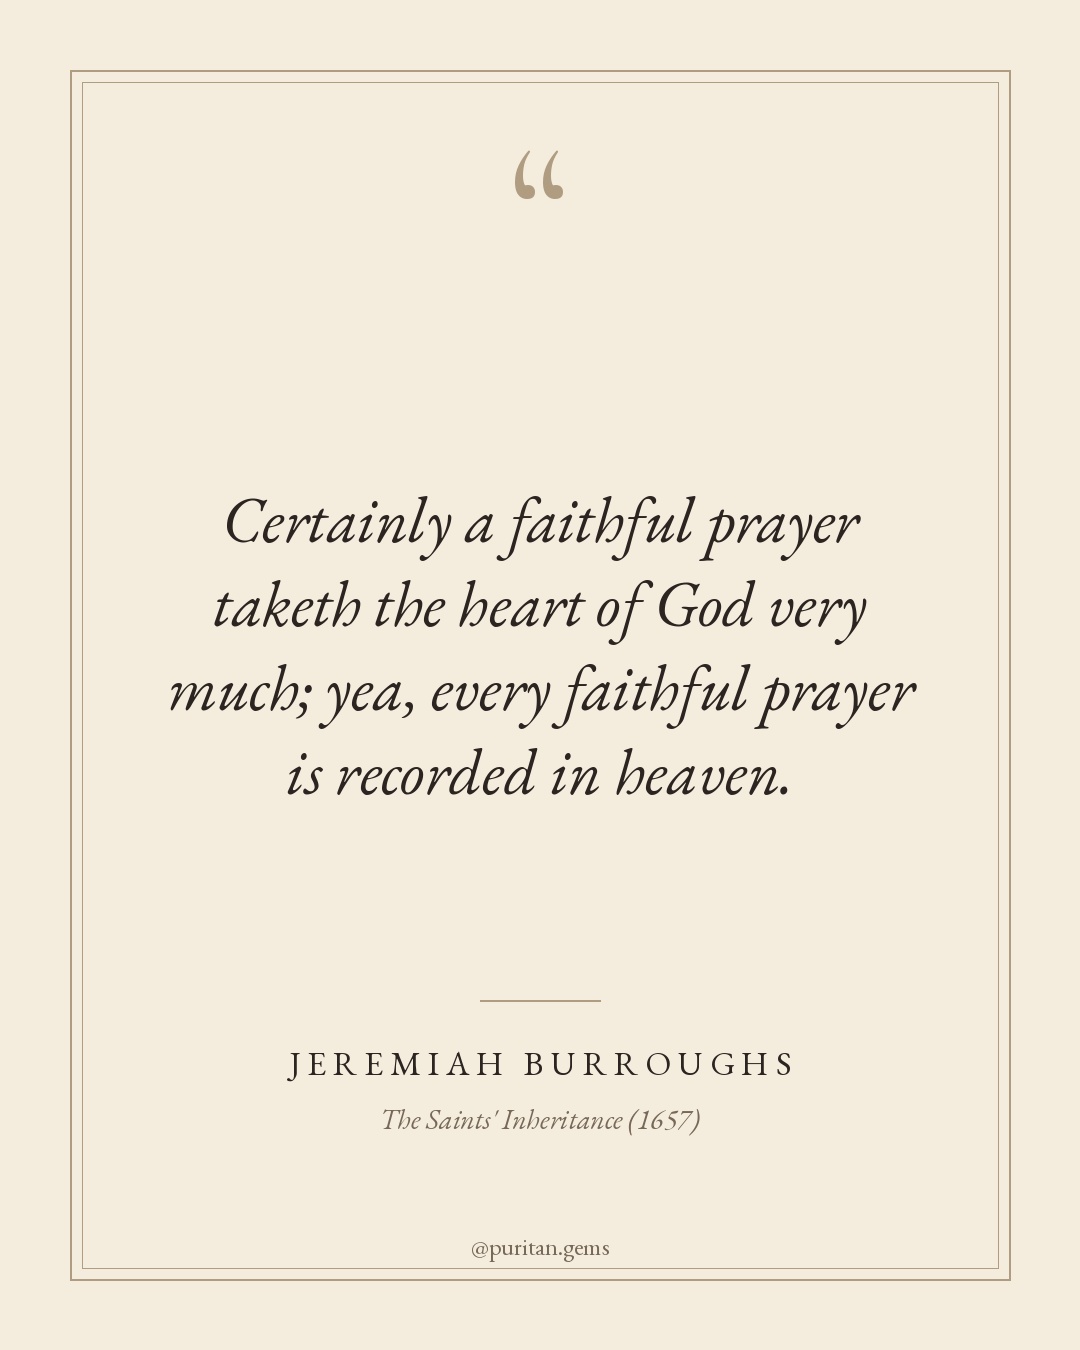 “
Certainly a faithful prayer
taketh the heart of God very
much; yea, every faithful prayer
is recorded in heaven.
JEREMIAH BURROUGHS
The Saints' Inheritance (1657)
@puritan.gems